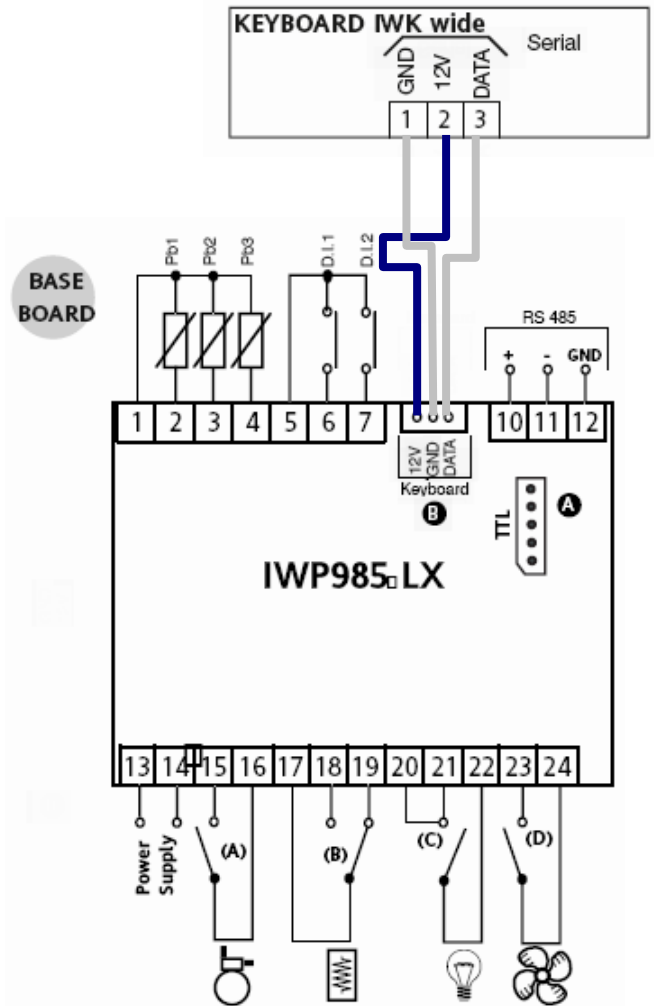 KEYBOARD IWK wide
Serial
GND 12V DATA
1 2 3
Pb1 Pb2 Pb3 D.I.1 D.I.2
BASE
BOARD
RS 485
+ - GND
1 2 3 4 5 6 7 10 11 12
12V GND DATA
Keyboard
B
TTL
A
IWP985 LX
13 14 15 16 17 18 19 20 21 22 23 24
Power
Supply
(A) (B) (C) (D)